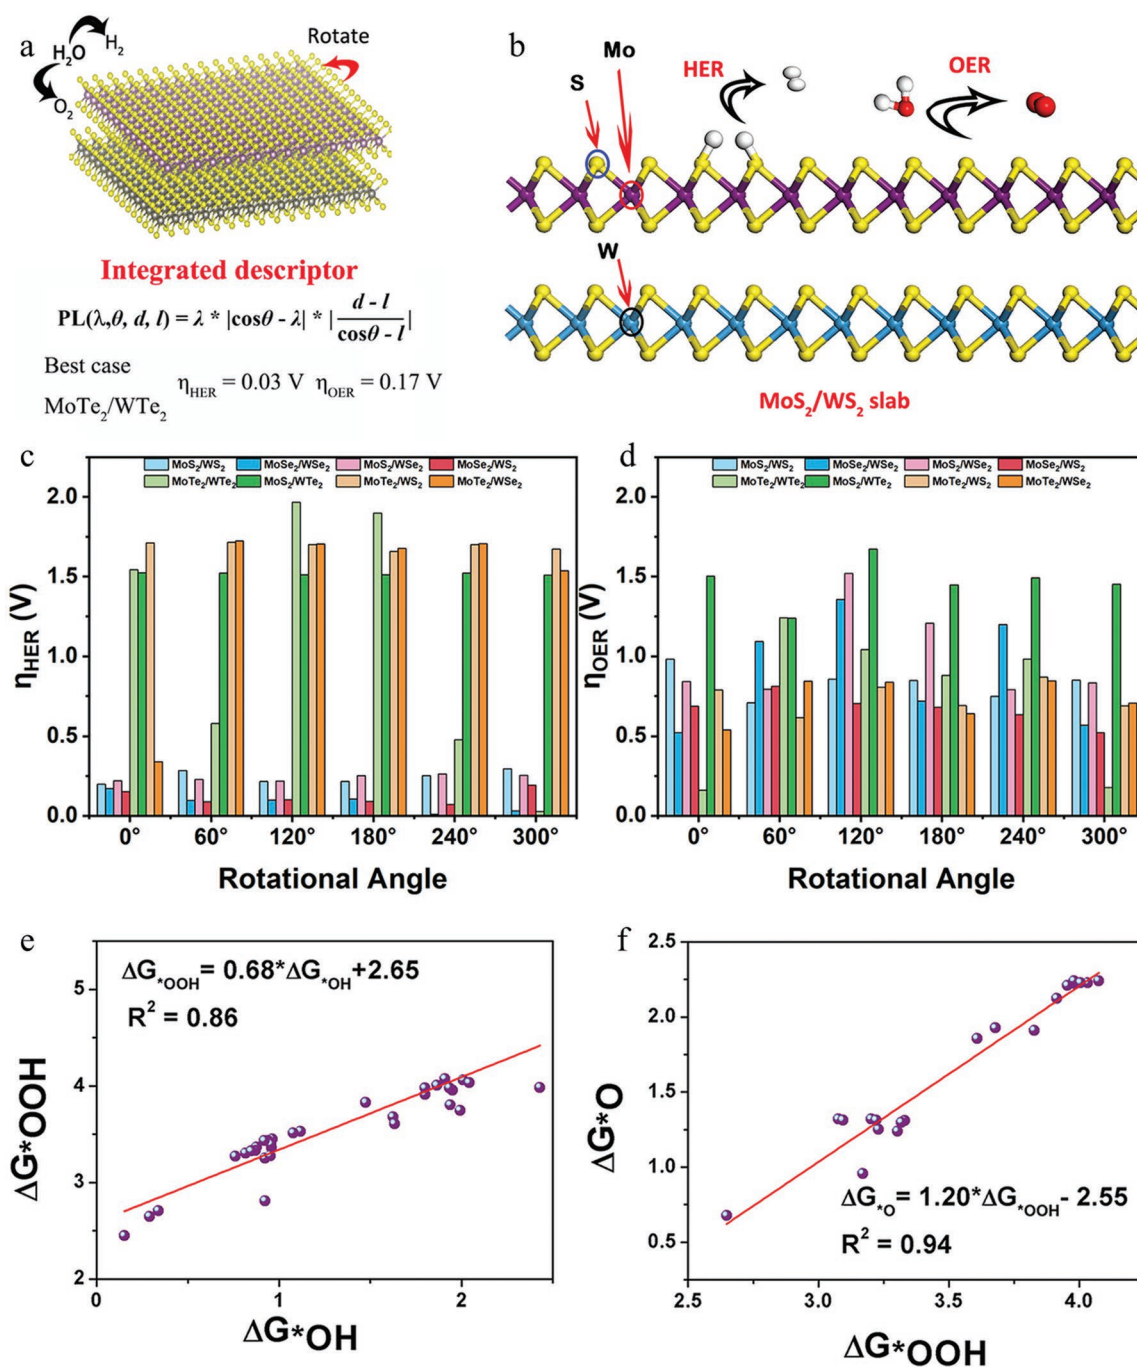 a
H₂O
H₂
O₂
Rotate
Integrated descriptor
PL(λ,θ, d, l) = λ * |cosθ - λ| * |(d - l)/(cosθ - l)|
Best case
MoTe₂/WTe₂
η_HER = 0.03 V η_OER = 0.17 V
b
S
Mo
HER
OER
W
MoS₂/WS₂ slab
c
MoS₂/WS₂ MoSe₂/WSe₂ MoS₂/WSe₂ MoSe₂/WS₂
MoTe₂/WTe₂ MoS₂/WTe₂ MoTe₂/WS₂ MoTe₂/WSe₂
η_HER (V)
2.0
1.5
1.0
0.5
0.0
0° 60° 120° 180° 240° 300°
Rotational Angle
d
MoS₂/WS₂ MoSe₂/WSe₂ MoS₂/WSe₂ MoSe₂/WS₂
MoTe₂/WTe₂ MoS₂/WTe₂ MoTe₂/WS₂ MoTe₂/WSe₂
η_OER (V)
2.0
1.5
1.0
0.5
0.0
0° 60° 120° 180° 240° 300°
Rotational Angle
e
ΔG*OOH = 0.68*ΔG*OH+2.65
R² = 0.86
ΔG*OOH
5
4
3
2
0 1 2
ΔG*OH
f
ΔG*O
2.5
2.0
1.5
1.0
0.5
ΔG*O = 1.20*ΔG*OOH - 2.55
R² = 0.94
2.5 3.0 3.5 4.0
ΔG*OOH